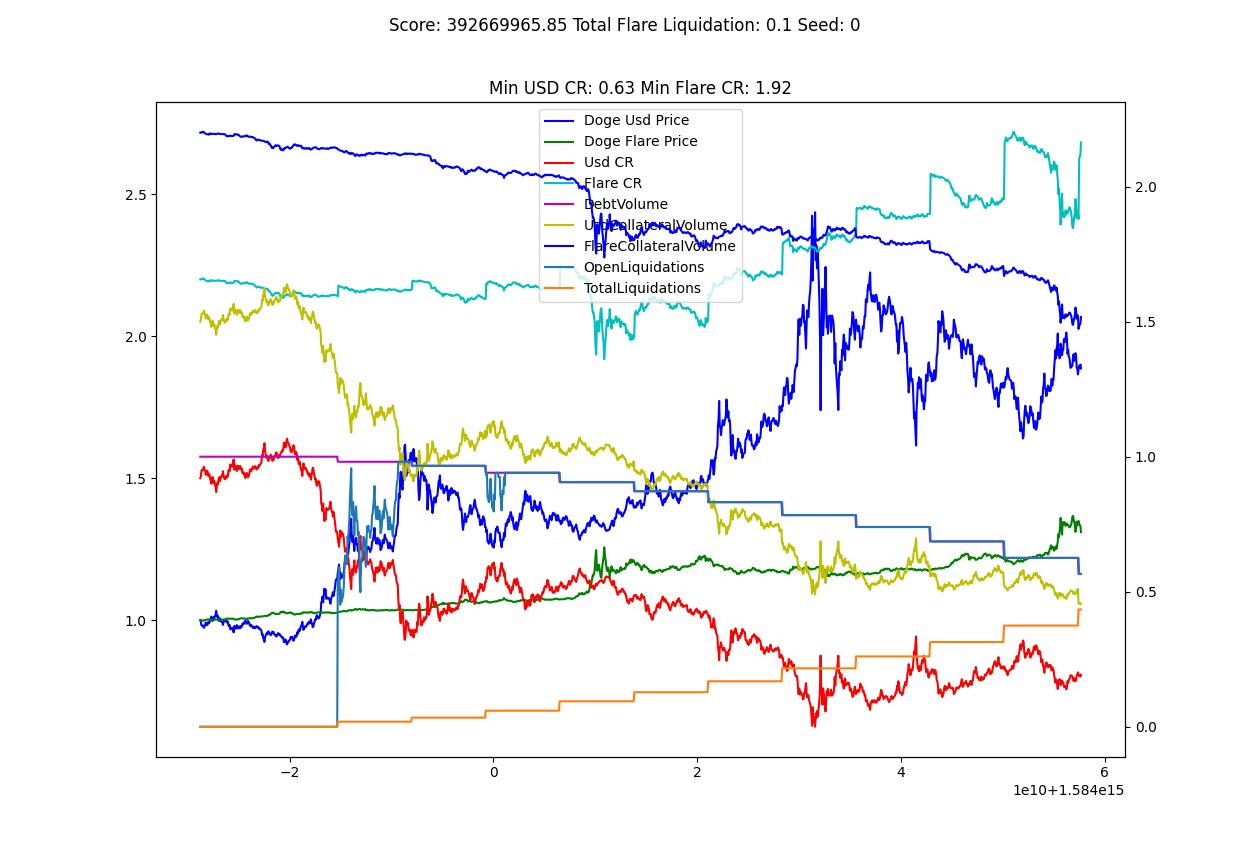 Score: 392669965.85 Total Flare Liquidation: 0.1 Seed: 0
Min USD CR: 0.63 Min Flare CR: 1.92
Doge Usd Price
Doge Flare Price
Usd CR
Flare CR
DebtVolume
UsdCollateralVolume
FlareCollateralVolume
OpenLiquidations
TotalLiquidations
2.5
2.0
1.5
1.0
2.0
1.5
1.0
0.5
0.0
−2
0
2
4
6
1e10+1.584e15